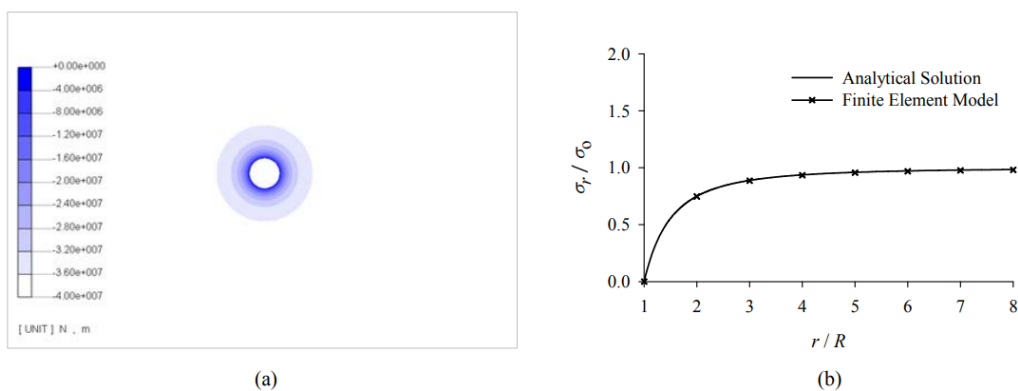 +0.00e+000
-4.00e+006
-8.00e+006
-1.20e+007
-1.60e+007
-2.00e+007
-2.40e+007
-2.80e+007
-3.20e+007
-3.60e+007
-4.00e+007
[ UNIT ] N , m
(a)
2.0
1.5
1.0
0.5
0.0
σr / σo
Analytical Solution
Finite Element Model
1 2 3 4 5 6 7 8
r / R
(b)